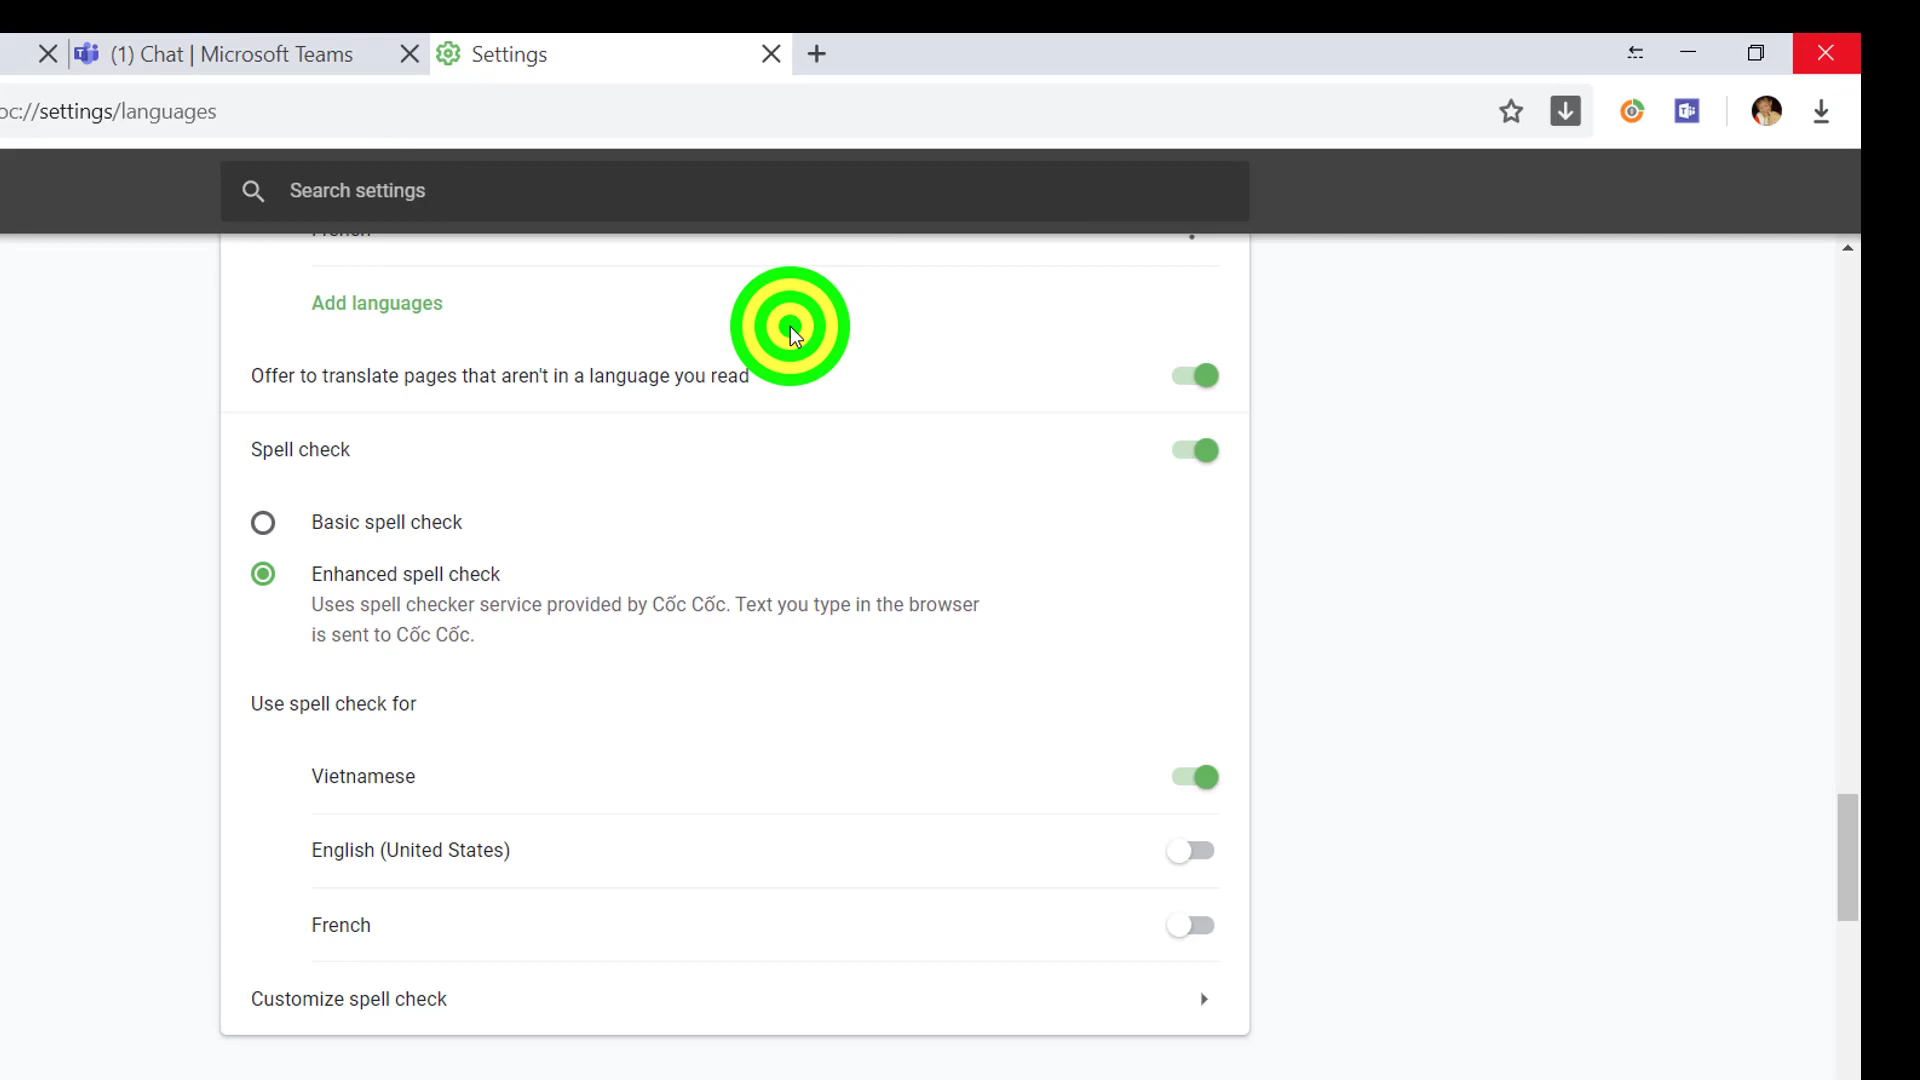 (1) Chat | Microsoft Teams
Settings
oc://settings/languages
Search settings
French
Add languages
Offer to translate pages that aren't in a language you read
Spell check
Basic spell check
Enhanced spell check
Uses spell checker service provided by Cốc Cốc. Text you type in the browser
is sent to Cốc Cốc.
Use spell check for
Vietnamese
English (United States)
French
Customize spell check